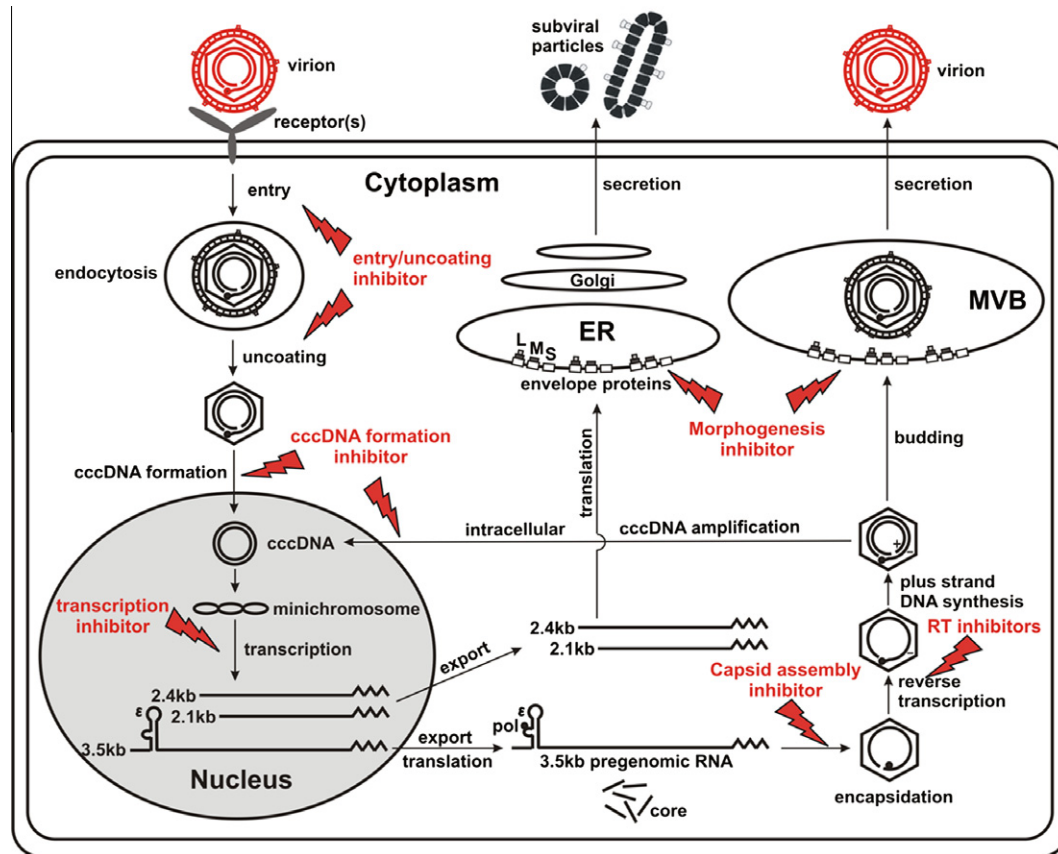 subviral
particles
virion
virion
receptor(s)
Cytoplasm
entry
secretion
secretion
endocytosis
entry/uncoating
inhibitor
Golgi
MVB
ER
L M S
uncoating
envelope proteins
Morphogenesis
inhibitor
budding
cccDNA formation
inhibitor
cccDNA formation
translation
intracellular
cccDNA amplification
cccDNA
+
–
plus strand
DNA synthesis
transcription
inhibitor
minichromosome
RT inhibitors
transcription
2.4kb
2.1kb
–
export
Capsid assembly
inhibitor
reverse
transcription
2.4kb
ε
2.1kb
ε
pol
export
3.5kb
translation
3.5kb pregenomic RNA
Nucleus
encapsidation
core